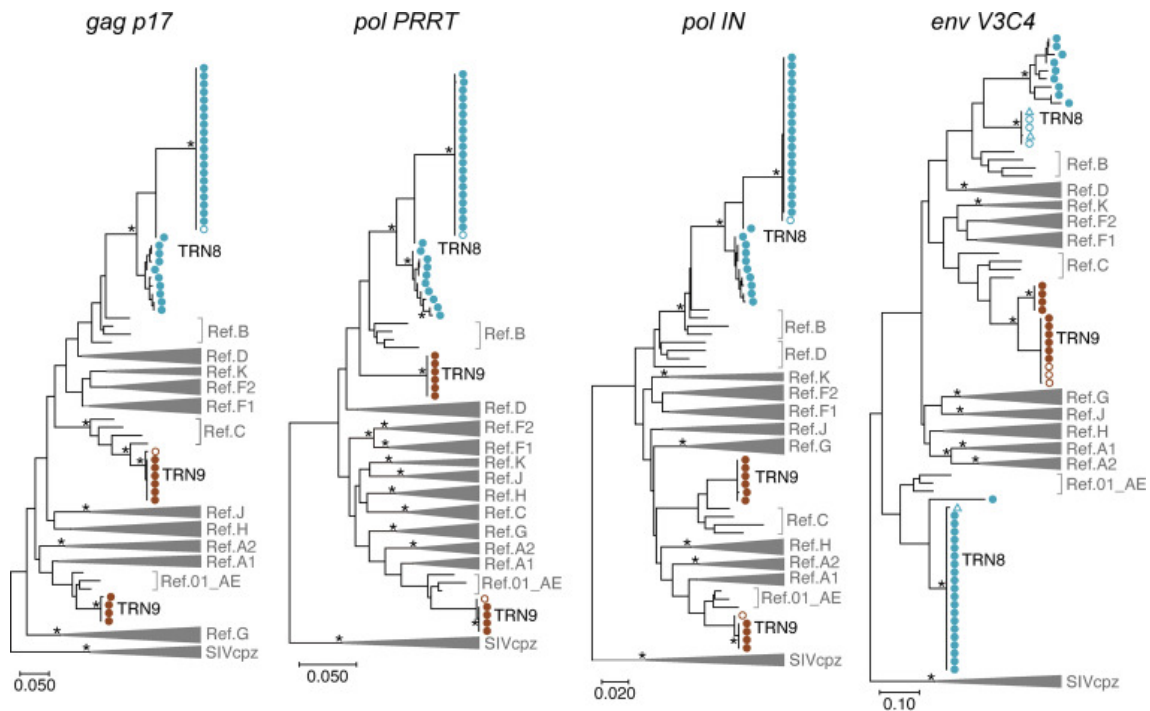 gag p17
TRN8
Ref.B
Ref.D
Ref.K
Ref.F2
Ref.F1
Ref.C
TRN9
Ref.J
Ref.H
Ref.A2
Ref.A1
Ref.01_AE
TRN9
Ref.G
SIVcpz
0.050
pol PRRT
TRN8
Ref.B
TRN9
Ref.D
Ref.F2
Ref.F1
Ref.K
Ref.J
Ref.H
Ref.C
Ref.G
Ref.A2
Ref.A1
Ref.01_AE
TRN9
SIVcpz
0.050
pol IN
TRN8
Ref.B
Ref.D
Ref.K
Ref.F2
Ref.F1
Ref.J
Ref.G
TRN9
Ref.C
Ref.H
Ref.A2
Ref.A1
Ref.01_AE
TRN9
SIVcpz
0.020
env V3C4
TRN8
Ref.B
Ref.D
Ref.K
Ref.F2
Ref.F1
Ref.C
TRN9
Ref.G
Ref.J
Ref.H
Ref.A1
Ref.A2
Ref.01_AE
TRN8
SIVcpz
0.10